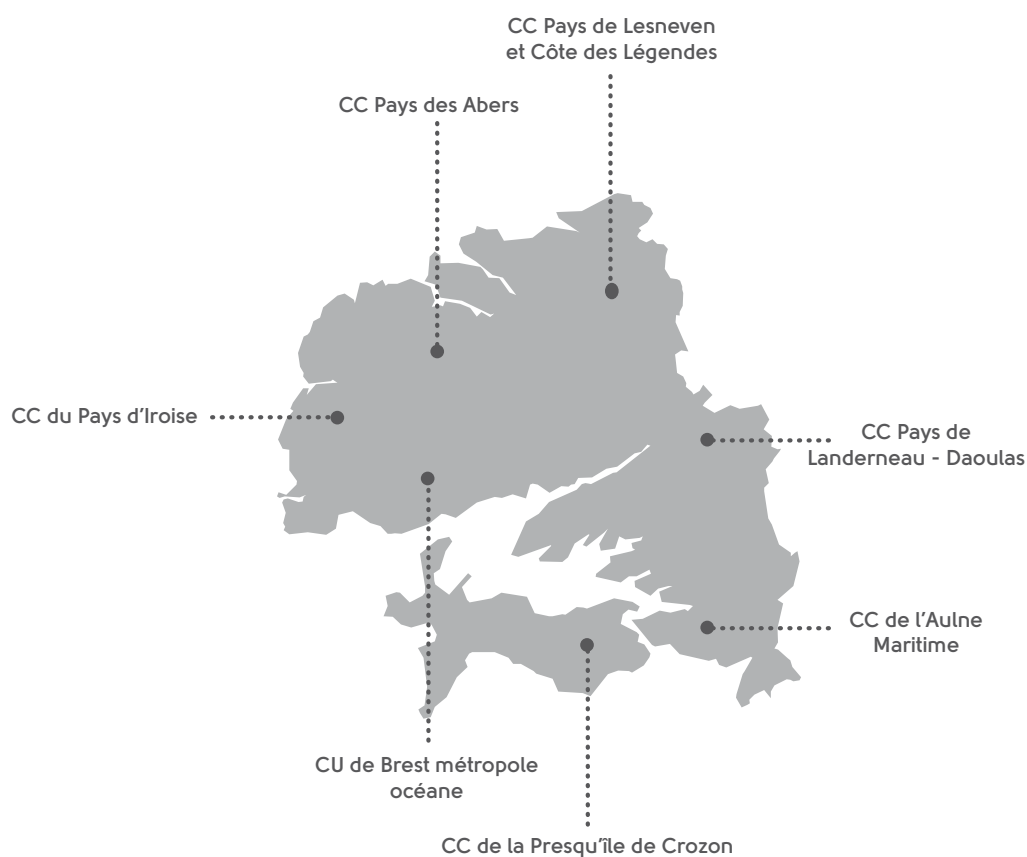 CC Pays de Lesneven
et Côte des Légendes
CC Pays des Abers
CC du Pays d'Iroise
CC Pays de
Landerneau - Daoulas
CC de l'Aulne
Maritime
CU de Brest métropole
océane
CC de la Presqu'île de Crozon